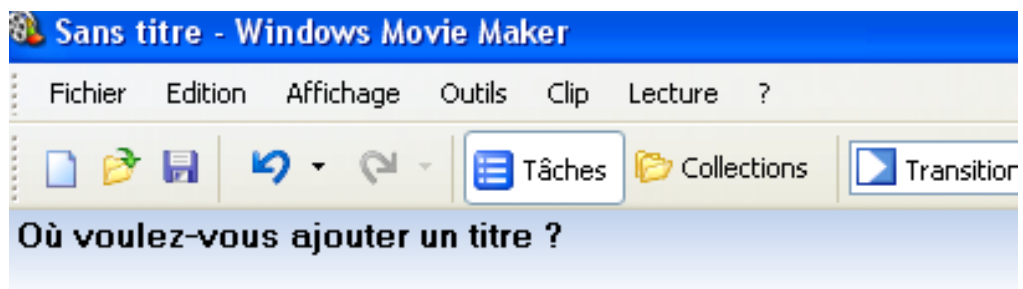 Sans titre - Windows Movie Maker
Fichier Edition Affichage Outils Clip Lecture ?
Tâches Collections Transition
Où voulez-vous ajouter un titre ?